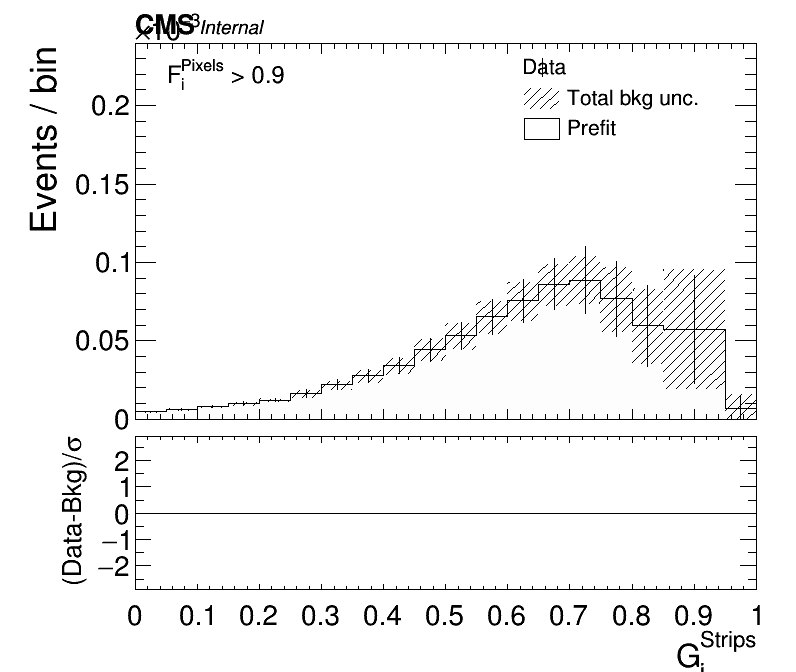 CMS Internal
×10³
F_i^Pixels > 0.9
Data
Total bkg unc.
Prefit
Events / bin
0.2
0.15
0.1
0.05
0
(Data-Bkg)/σ
2
1
0
−1
−2
0 0.1 0.2 0.3 0.4 0.5 0.6 0.7 0.8 0.9 1
G_i^Strips